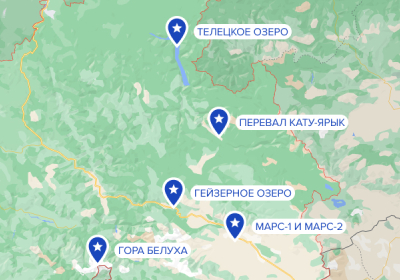 ТЕЛЕЦКОЕ ОЗЕРО
ПЕРЕВАЛ КАТУ-ЯРЫК
ГЕЙЗЕРНОЕ ОЗЕРО
МАРС-1 И МАРС-2
ГОРА БЕЛУХА